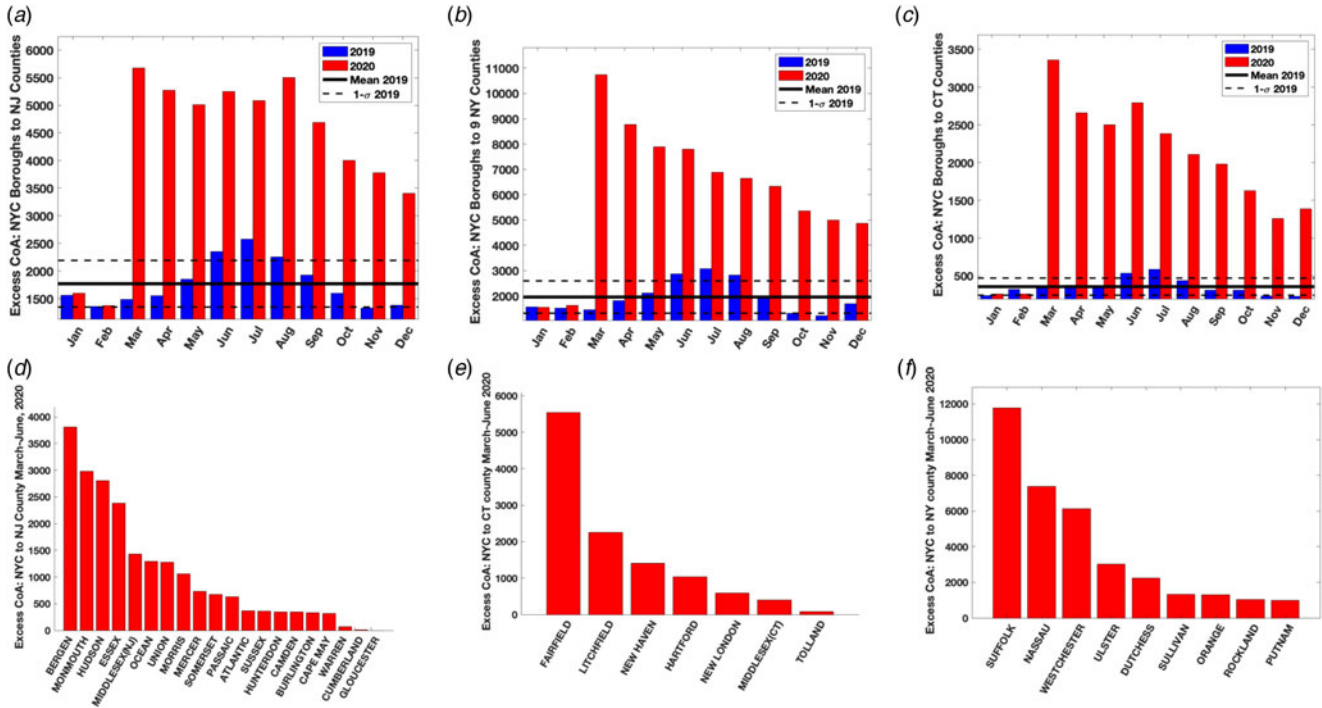 (a)
Excess CoA: NYC Boroughs to NJ Counties
6000
5500
5000
4500
4000
3500
3000
2500
2000
1500
2019
2020
Mean 2019
1-σ 2019
Jan Feb Mar Apr May Jun Jul Aug Sep Oct Nov Dec
(b)
Excess CoA: NYC Boroughs to 9 NY Counties
11000
10000
9000
8000
7000
6000
5000
4000
3000
2000
2019
2020
Mean 2019
1-σ 2019
Jan Feb Mar Apr May Jun Jul Aug Sep Oct Nov Dec
(c)
Excess CoA: NYC Boroughs to CT Counties
3500
3000
2500
2000
1500
1000
500
2019
2020
Mean 2019
1-σ 2019
Jan Feb Mar Apr May Jun Jul Aug Sep Oct Nov Dec
(d)
Excess CoA: NYC to NJ County March-June, 2020
4000
3500
3000
2500
2000
1500
1000
500
0
BERGEN
MONMOUTH
HUDSON
ESSEX
MIDDLESEX(NJ)
OCEAN
UNION
MORRIS
MERCER
SOMERSET
PASSAIC
ATLANTIC
SUSSEX
HUNTERDON
CAMDEN
BURLINGTON
CAPE MAY
WARREN
CUMBERLAND
GLOUCESTER
(e)
Excess CoA: NYC to CT county March-June 2020
6000
5000
4000
3000
2000
1000
0
FAIRFIELD
LITCHFIELD
NEW HAVEN
HARTFORD
NEW LONDON
MIDDLESEX(CT)
TOLLAND
(f)
Excess CoA: NYC to NY county March-June 2020
12000
10000
8000
6000
4000
2000
0
SUFFOLK
NASSAU
WESTCHESTER
ULSTER
DUTCHESS
SULLIVAN
ORANGE
ROCKLAND
PUTNAM